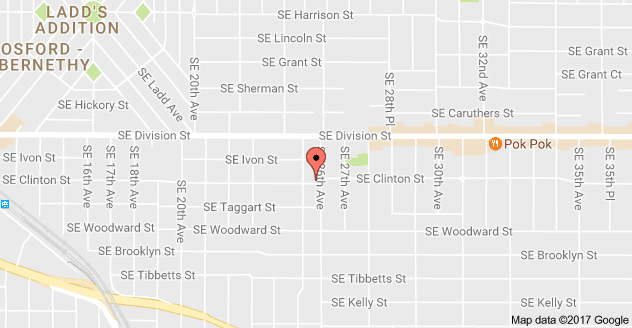 LADD'S
ADDITION
OSFORD -
BERNETHY
SE Harrison St
SE Lincoln St
SE Grant St
SE Sherman St
SE Hickory St
SE Ladd Ave
SE 20th Ave
SE 28th Pl
SE 32nd Ave
SE Grant St
SE Grant Ct
SE Caruthers St
SE Division St
SE Division St
Pok Pok
SE Ivon St
SE Ivon St
SE Clinton St
SE Clinton St
SE 16th Ave
SE 17th Ave
SE 18th Ave
SE 20th Ave
26th Ave
SE 27th Ave
SE 30th Ave
SE 35th Ave
SE 35th Pl
SE Taggart St
SE Woodward St
SE Woodward St
SE Woodward St
SE Brooklyn St
SE Brooklyn St
SE Tibbetts St
SE Tibbetts St
SE Kelly St
SE Kelly St
Map data ©2017 Google